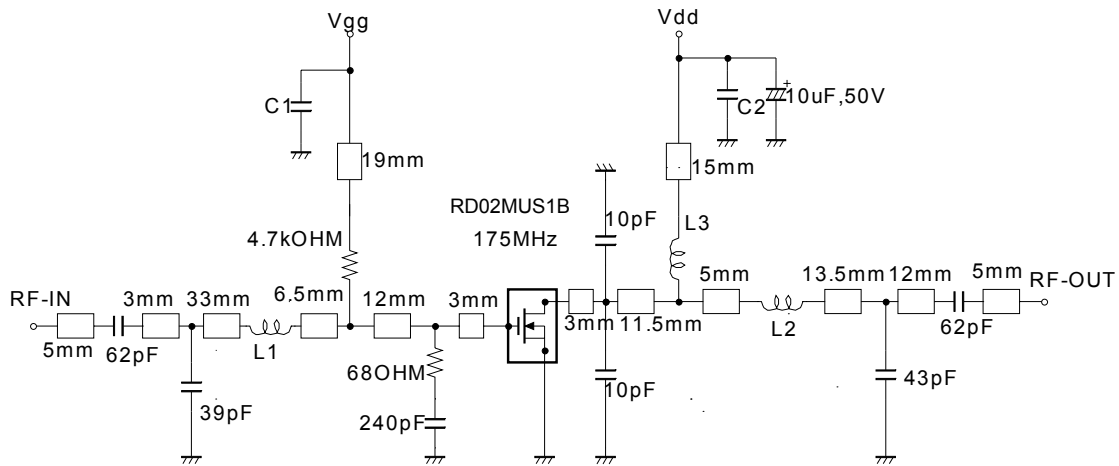 Vgg
Vdd
C1
C2
+
10uF,50V
19mm
15mm
RD02MUS1B
175MHz
10pF
L3
4.7kOHM
RF-IN
3mm
33mm
6.5mm
12mm
3mm
5mm
13.5mm
12mm
5mm
RF-OUT
5mm
62pF
L1
3mm
11.5mm
L2
62pF
39pF
68OHM
240pF
10pF
43pF